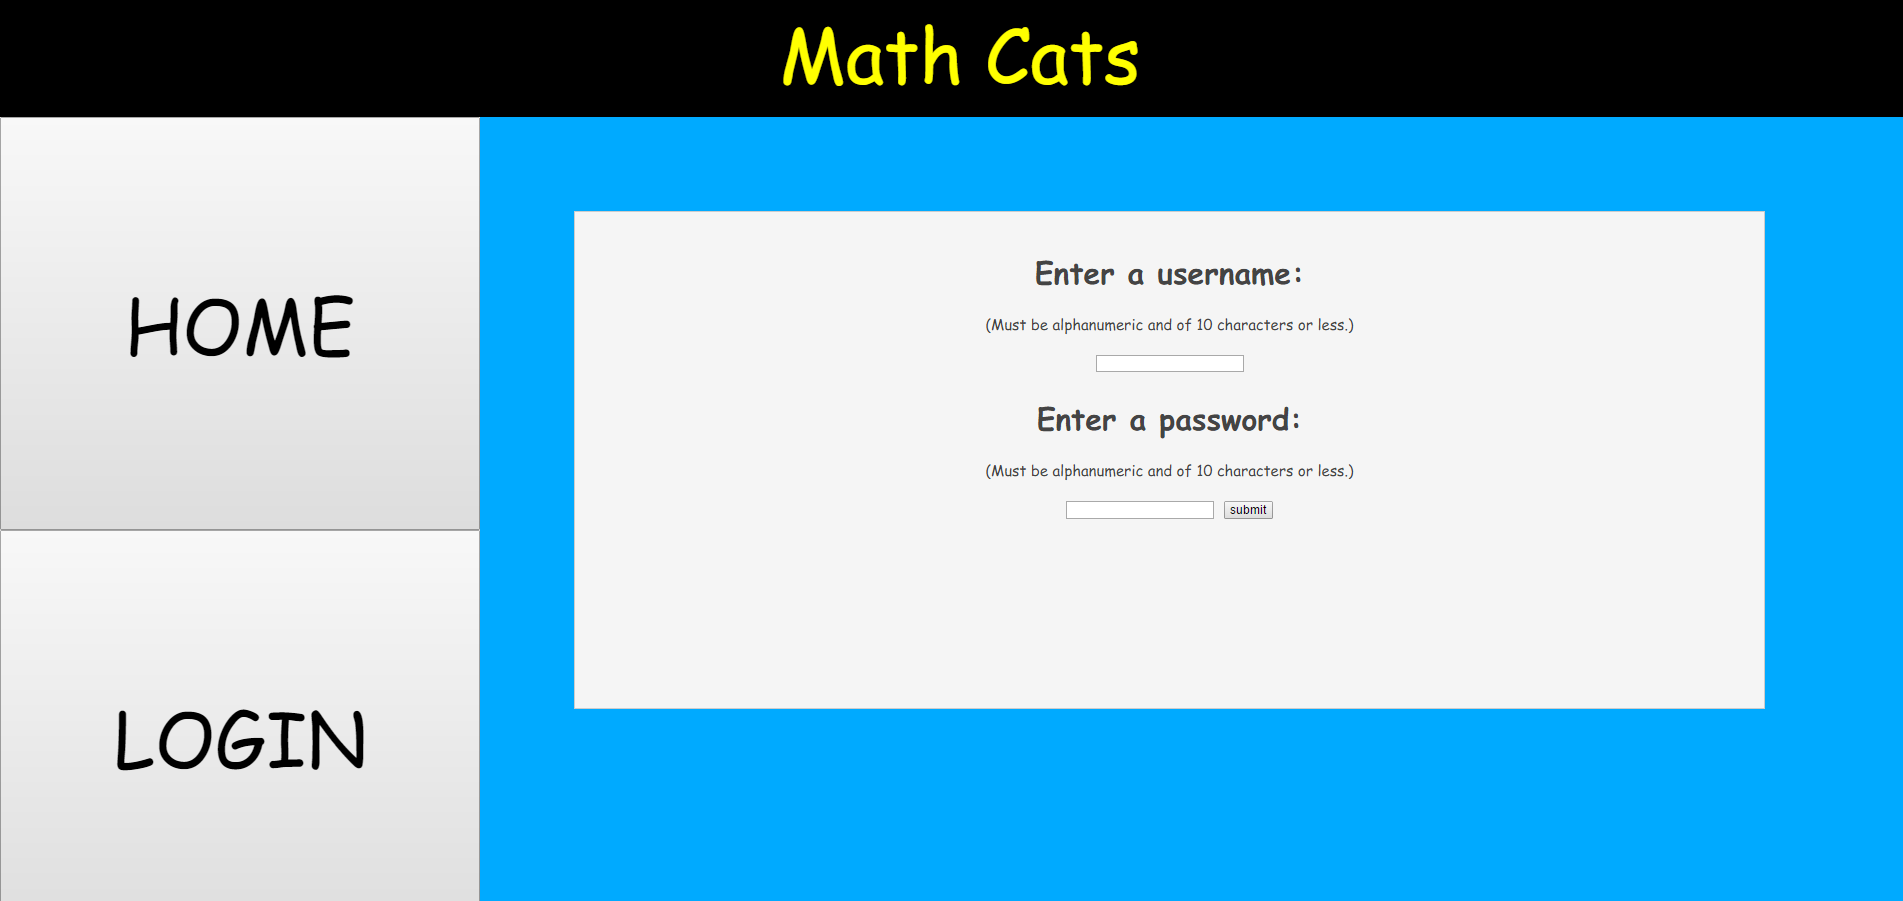 Math Cats
HOME
LOGIN
Enter a username:
(Must be alphanumeric and of 10 characters or less.)
Enter a password:
(Must be alphanumeric and of 10 characters or less.)
submit